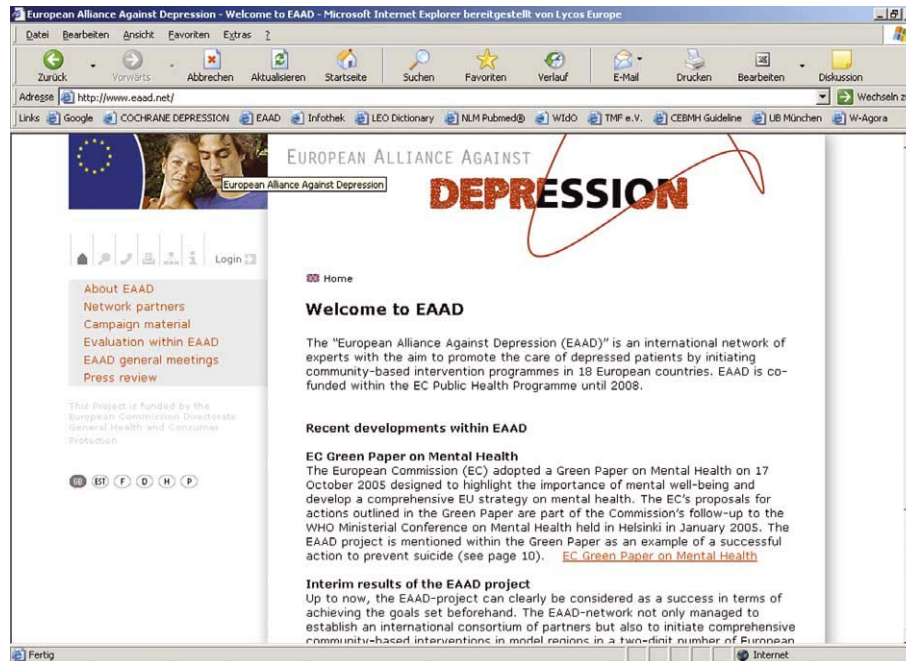 European Alliance Against Depression - Welcome to EAAD - Microsoft Internet Explorer bereitgestellt von Lycos Europe
Datei Bearbeiten Ansicht Favoriten Extras ?
Zurück Vorwärts Abbrechen Aktualisieren Startseite Suchen Favoriten Verlauf E-Mail Drucken Bearbeiten Diskussion
Adresse http://www.eaad.net/ Wechseln
Links Google COCHRANE DEPRESSION EAAD Infothek LEO Dictionary NLM Pubmed® WIdO TMF e.V. CEBMH Guideline UB München W-Agora
EUROPEAN ALLIANCE AGAINST
DEPRESSION
European Alliance Against Depression
Login
About EAAD
Network partners
Campaign material
Evaluation within EAAD
EAAD general meetings
Press review
This Project is funded by the
European Commission Directorate
General Health and Consumer
Protection
GB EST F D H P
Home
Welcome to EAAD
The "European Alliance Against Depression (EAAD)" is an international network of
experts with the aim to promote the care of depressed patients by initiating
community-based intervention programmes in 18 European countries. EAAD is co-
funded within the EC Public Health Programme until 2008.
Recent developments within EAAD
EC Green Paper on Mental Health
The European Commission (EC) adopted a Green Paper on Mental Health on 17
October 2005 designed to highlight the importance of mental well-being and
develop a comprehensive EU strategy on mental health. The EC's proposals for
actions outlined in the Green Paper are part of the Commission's follow-up to the
WHO Ministerial Conference on Mental Health held in Helsinki in January 2005. The
EAAD project is mentioned within the Green Paper as an example of a successful
action to prevent suicide (see page 10). EC Green Paper on Mental Health
Interim results of the EAAD project
Up to now, the EAAD-project can clearly be considered as a success in terms of
achieving the goals set beforehand. The EAAD-network not only managed to
establish an international consortium of partners but also to initiate comprehensive
community-based interventions in model regions in a two-digit number of European
Fertig Internet